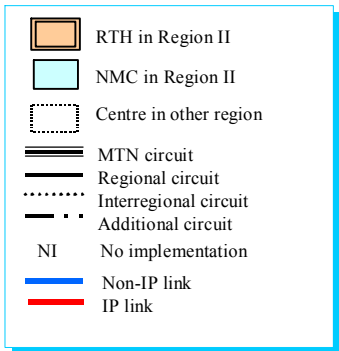 RTH in Region II
NMC in Region II
Centre in other region
MTN circuit
Regional circuit
Interregional circuit
Additional circuit
NI No implementation
Non-IP link
IP link